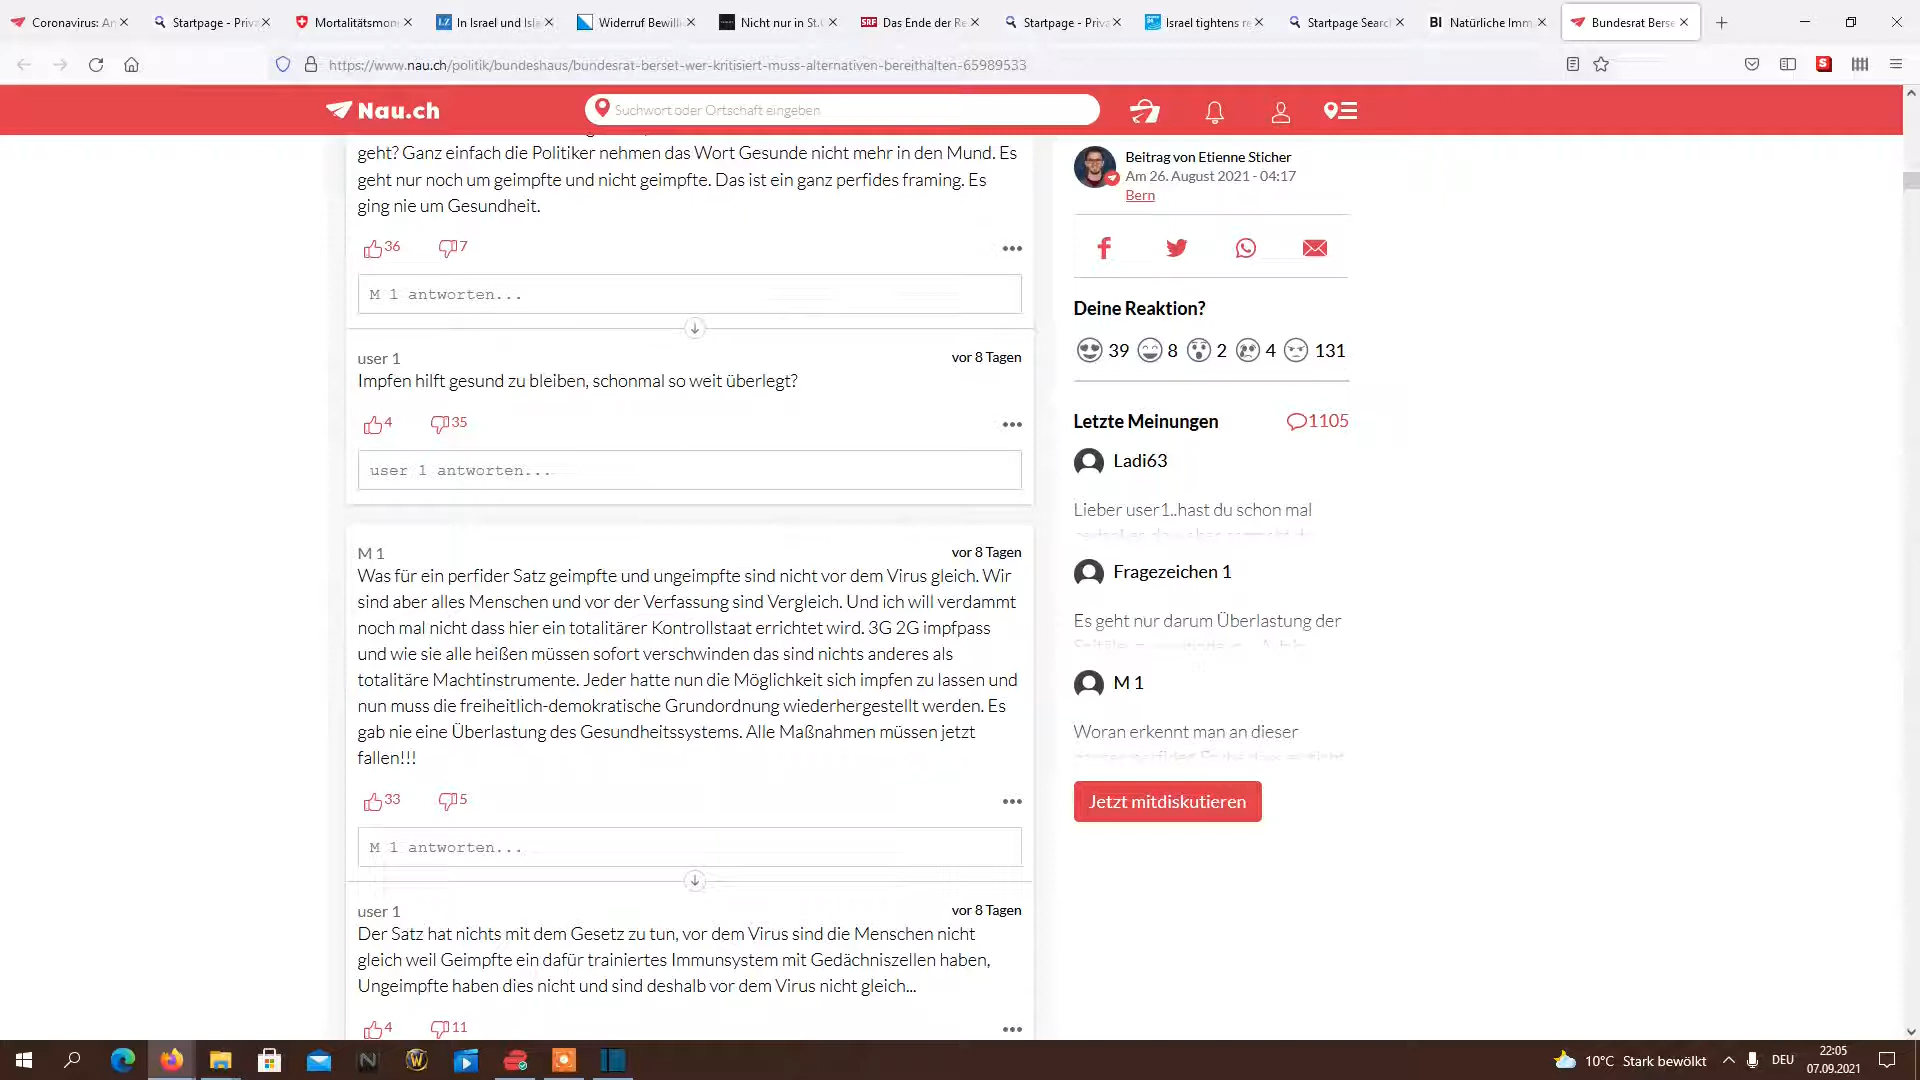 Coronavirus: A
Startpage - Priva
Mortalitätsmon
In Israel und Isl
Widerruf Bewilli
Nicht nur in St.
Das Ende der Re
Startpage - Priva
Israel tightens re
Startpage Searc
BI Natürliche Imm
Bundesrat Berse
https://www.nau.ch/politik/bundeshaus/bundesrat-berset-wer-kritisiert-muss-alternativen-bereithalten-65989533
Nau.ch
Suchwort oder Ortschaft eingeben
geht? Ganz einfach die Politiker nehmen das Wort Gesunde nicht mehr in den Mund. Es
geht nur noch um geimpfte und nicht geimpfte. Das ist ein ganz perfides framing. Es
ging nie um Gesundheit.
36 7
M 1 antworten...
user 1 vor 8 Tagen
Impfen hilft gesund zu bleiben, schonmal so weit überlegt?
4 35
user 1 antworten...
M 1 vor 8 Tagen
Was für ein perfider Satz geimpfte und ungeimpfte sind nicht vor dem Virus gleich. Wir
sind aber alles Menschen und vor der Verfassung sind Vergleich. Und ich will verdammt
noch mal nicht dass hier ein totalitärer Kontrollstaat errichtet wird. 3G 2G impfpass
und wie sie alle heißen müssen sofort verschwinden das sind nichts anderes als
totalitäre Machtinstrumente. Jeder hatte nun die Möglichkeit sich impfen zu lassen und
nun muss die freiheitlich-demokratische Grundordnung wiederhergestellt werden. Es
gab nie eine Überlastung des Gesundheitssystems. Alle Maßnahmen müssen jetzt
fallen!!!
33 5
M 1 antworten...
user 1 vor 8 Tagen
Der Satz hat nichts mit dem Gesetz zu tun, vor dem Virus sind die Menschen nicht
gleich weil Geimpfte ein dafür trainiertes Immunsystem mit Gedächniszellen haben,
Ungeimpfte haben dies nicht und sind deshalb vor dem Virus nicht gleich...
4 11
Beitrag von Etienne Sticher
Am 26. August 2021 - 04:17
Bern
Deine Reaktion?
39 8 2 4 131
Letzte Meinungen 1105
Ladi63
Lieber user1..hast du schon mal
Fragezeichen 1
Es geht nur darum Überlastung der
M 1
Woran erkennt man an dieser
Jetzt mitdiskutieren
10°C Stark bewölkt
DEU
22:05
07.09.2021